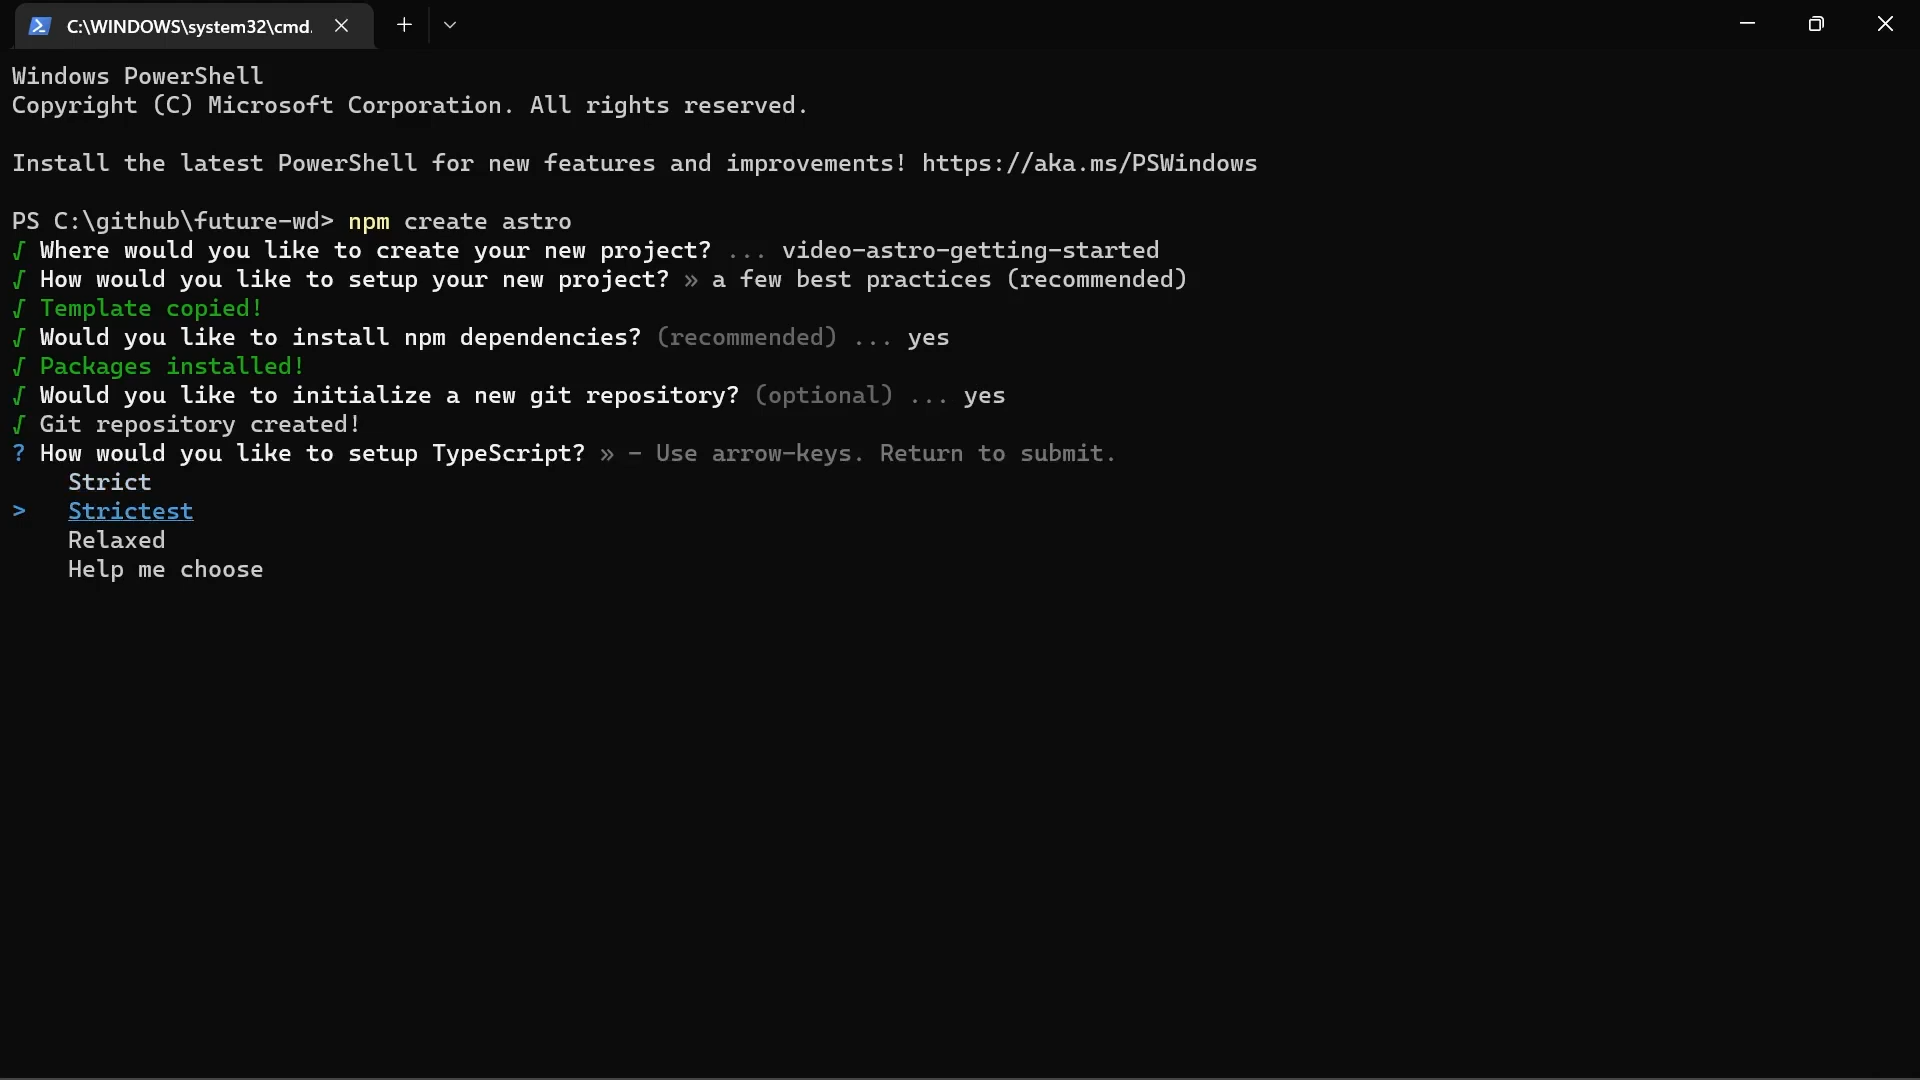 C:\WINDOWS\system32\cmd.
Windows PowerShell
Copyright (C) Microsoft Corporation. All rights reserved.
Install the latest PowerShell for new features and improvements! https://aka.ms/PSWindows
PS C:\github\future-wd> npm create astro
√ Where would you like to create your new project? ... video-astro-getting-started
√ How would you like to setup your new project? » a few best practices (recommended)
√ Template copied!
√ Would you like to install npm dependencies? (recommended) ... yes
√ Packages installed!
√ Would you like to initialize a new git repository? (optional) ... yes
√ Git repository created!
? How would you like to setup TypeScript? » - Use arrow-keys. Return to submit.
Strict
> Strictest
Relaxed
Help me choose